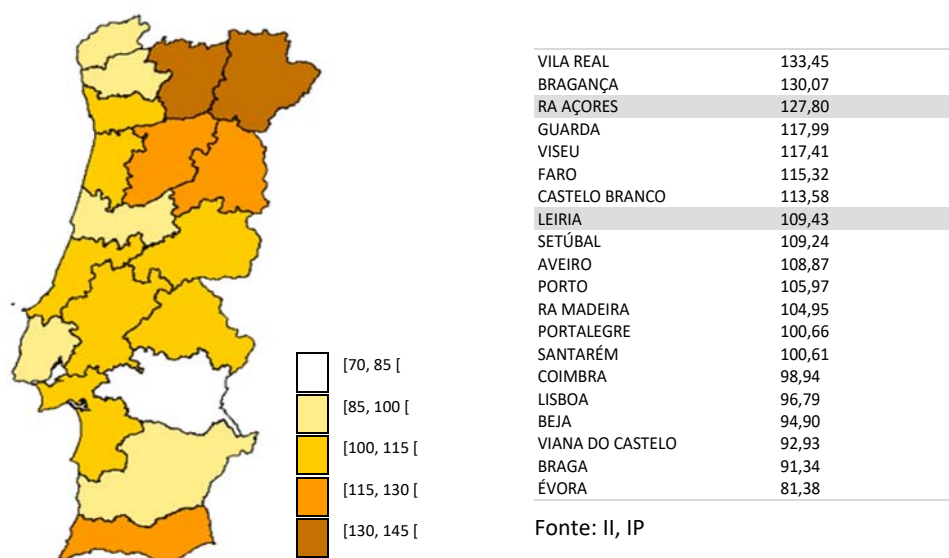 [70, 85 [
[85, 100 [
[100, 115 [
[115, 130 [
[130, 145 [
VILA REAL 133,45
BRAGANÇA 130,07
RA AÇORES 127,80
GUARDA 117,99
VISEU 117,41
FARO 115,32
CASTELO BRANCO 113,58
LEIRIA 109,43
SETÚBAL 109,24
AVEIRO 108,87
PORTO 105,97
RA MADEIRA 104,95
PORTALEGRE 100,66
SANTARÉM 100,61
COIMBRA 98,94
LISBOA 96,79
BEJA 94,90
VIANA DO CASTELO 92,93
BRAGA 91,34
ÉVORA 81,38
Fonte: II, IP